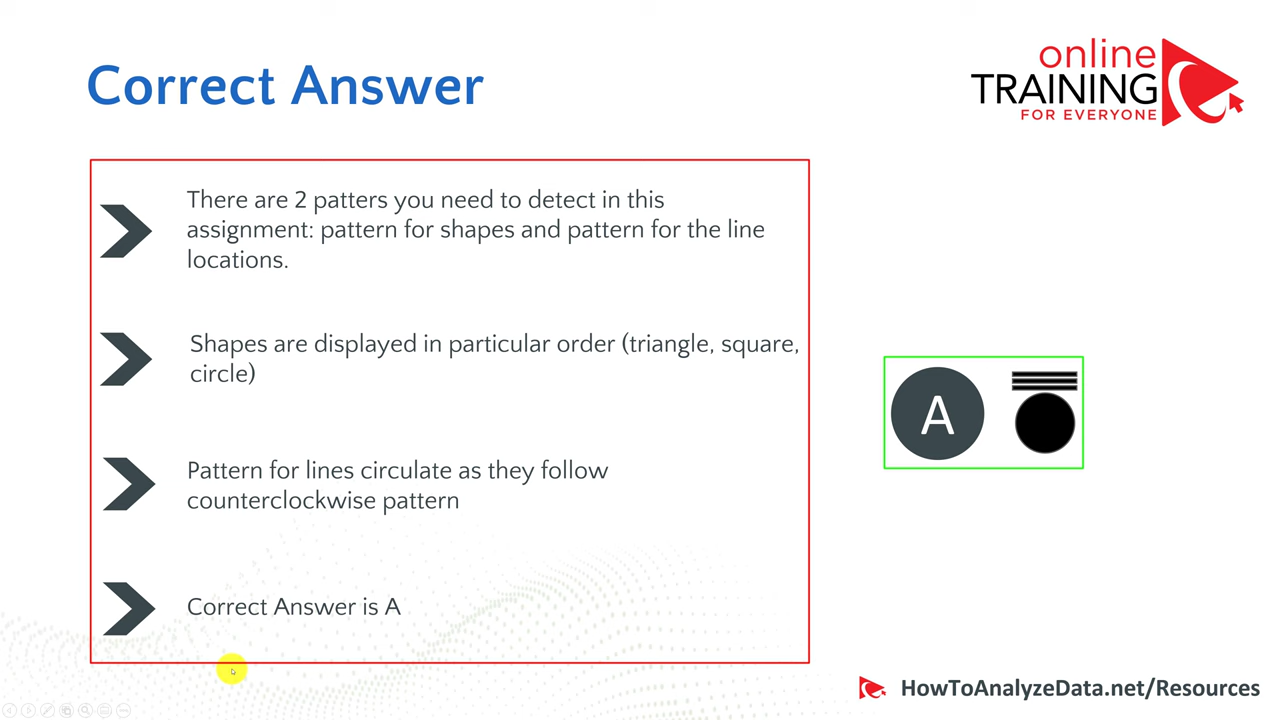 Correct Answer
online
TRAINING
FOR EVERYONE
There are 2 patters you need to detect in this
assignment: pattern for shapes and pattern for the line
locations.
Shapes are displayed in particular order (triangle, square,
circle)
Pattern for lines circulate as they follow
counterclockwise pattern
Correct Answer is A
A
HowToAnalyzeData.net/Resources